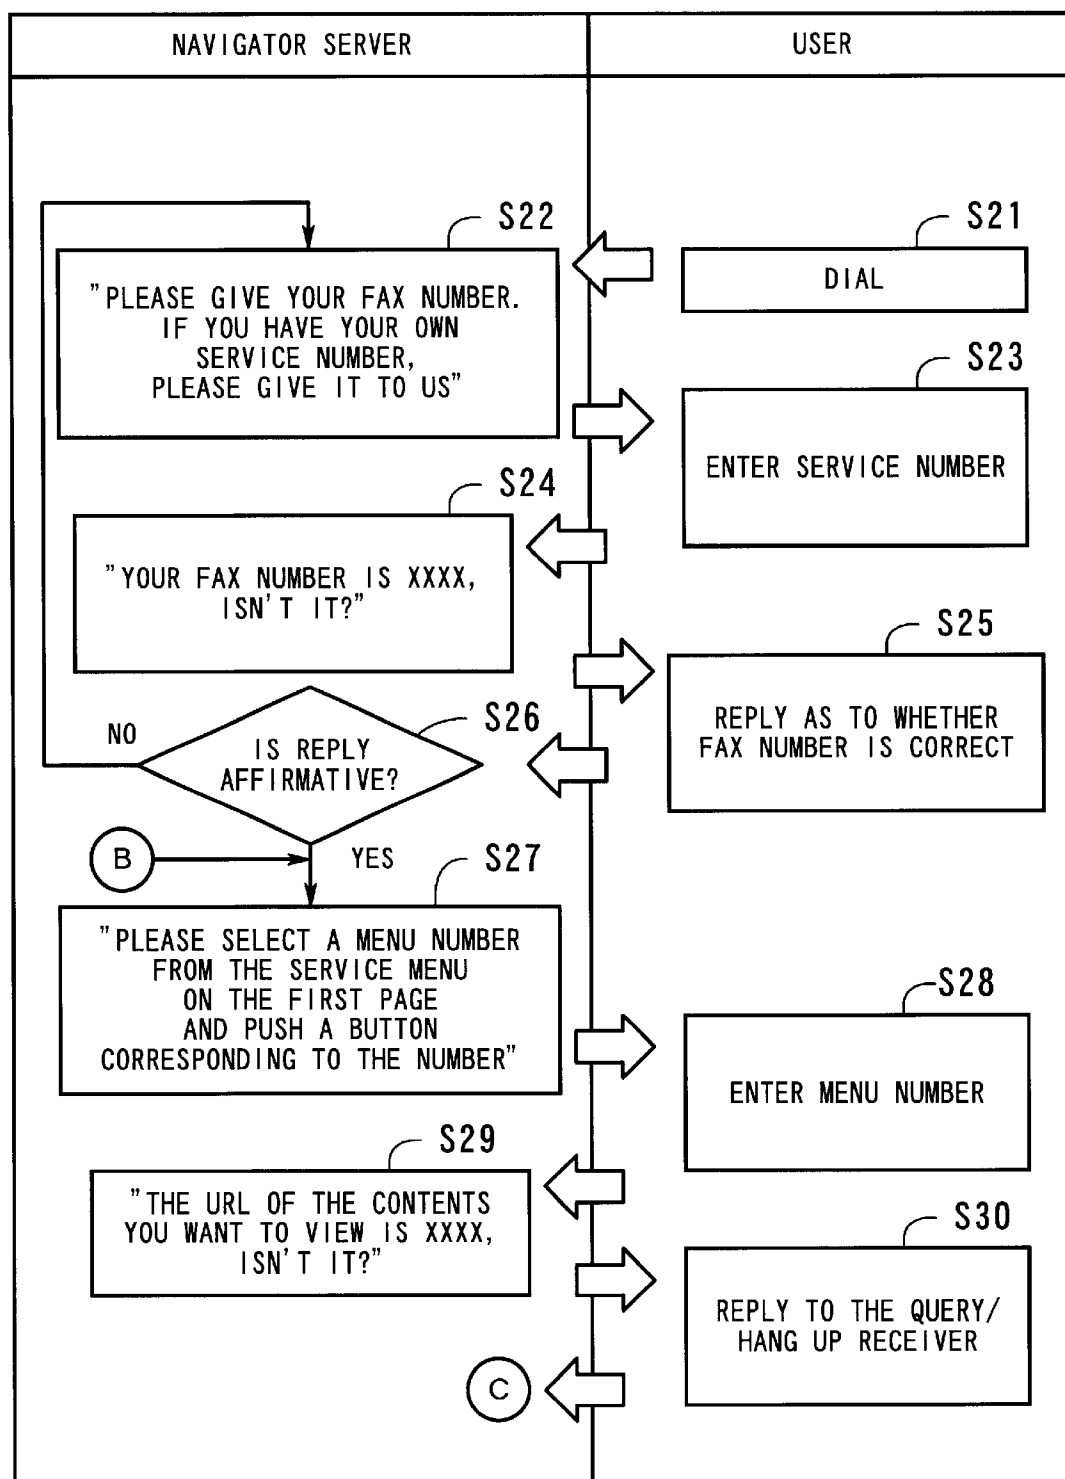 NAVIGATOR SERVER
USER
S21
DIAL
S22
"PLEASE GIVE YOUR FAX NUMBER.
IF YOU HAVE YOUR OWN
SERVICE NUMBER,
PLEASE GIVE IT TO US"
S23
ENTER SERVICE NUMBER
S24
"YOUR FAX NUMBER IS XXXX,
ISN'T IT?"
S25
REPLY AS TO WHETHER
FAX NUMBER IS CORRECT
S26
IS REPLY
AFFIRMATIVE?
NO
YES
B
S27
"PLEASE SELECT A MENU NUMBER
FROM THE SERVICE MENU
ON THE FIRST PAGE
AND PUSH A BUTTON
CORRESPONDING TO THE NUMBER"
S28
ENTER MENU NUMBER
S29
"THE URL OF THE CONTENTS
YOU WANT TO VIEW IS XXXX,
ISN'T IT?"
S30
REPLY TO THE QUERY/
HANG UP RECEIVER
C